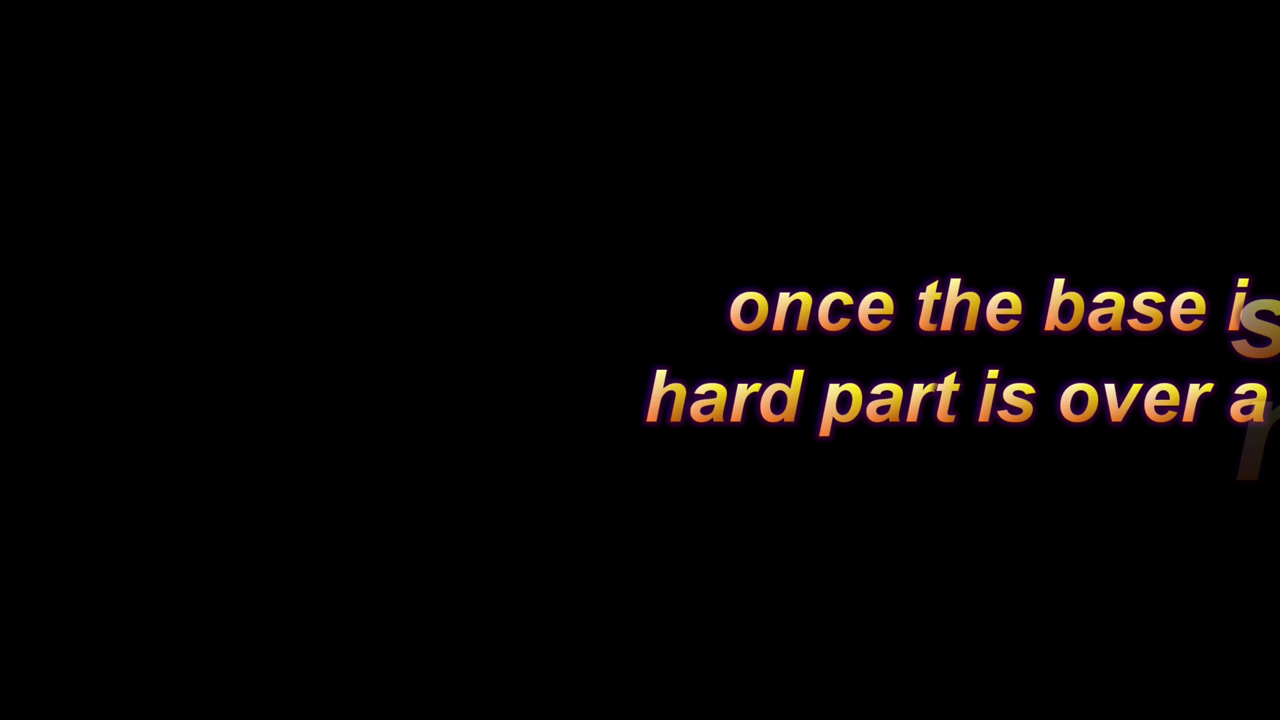 once the base is
hard part is over a